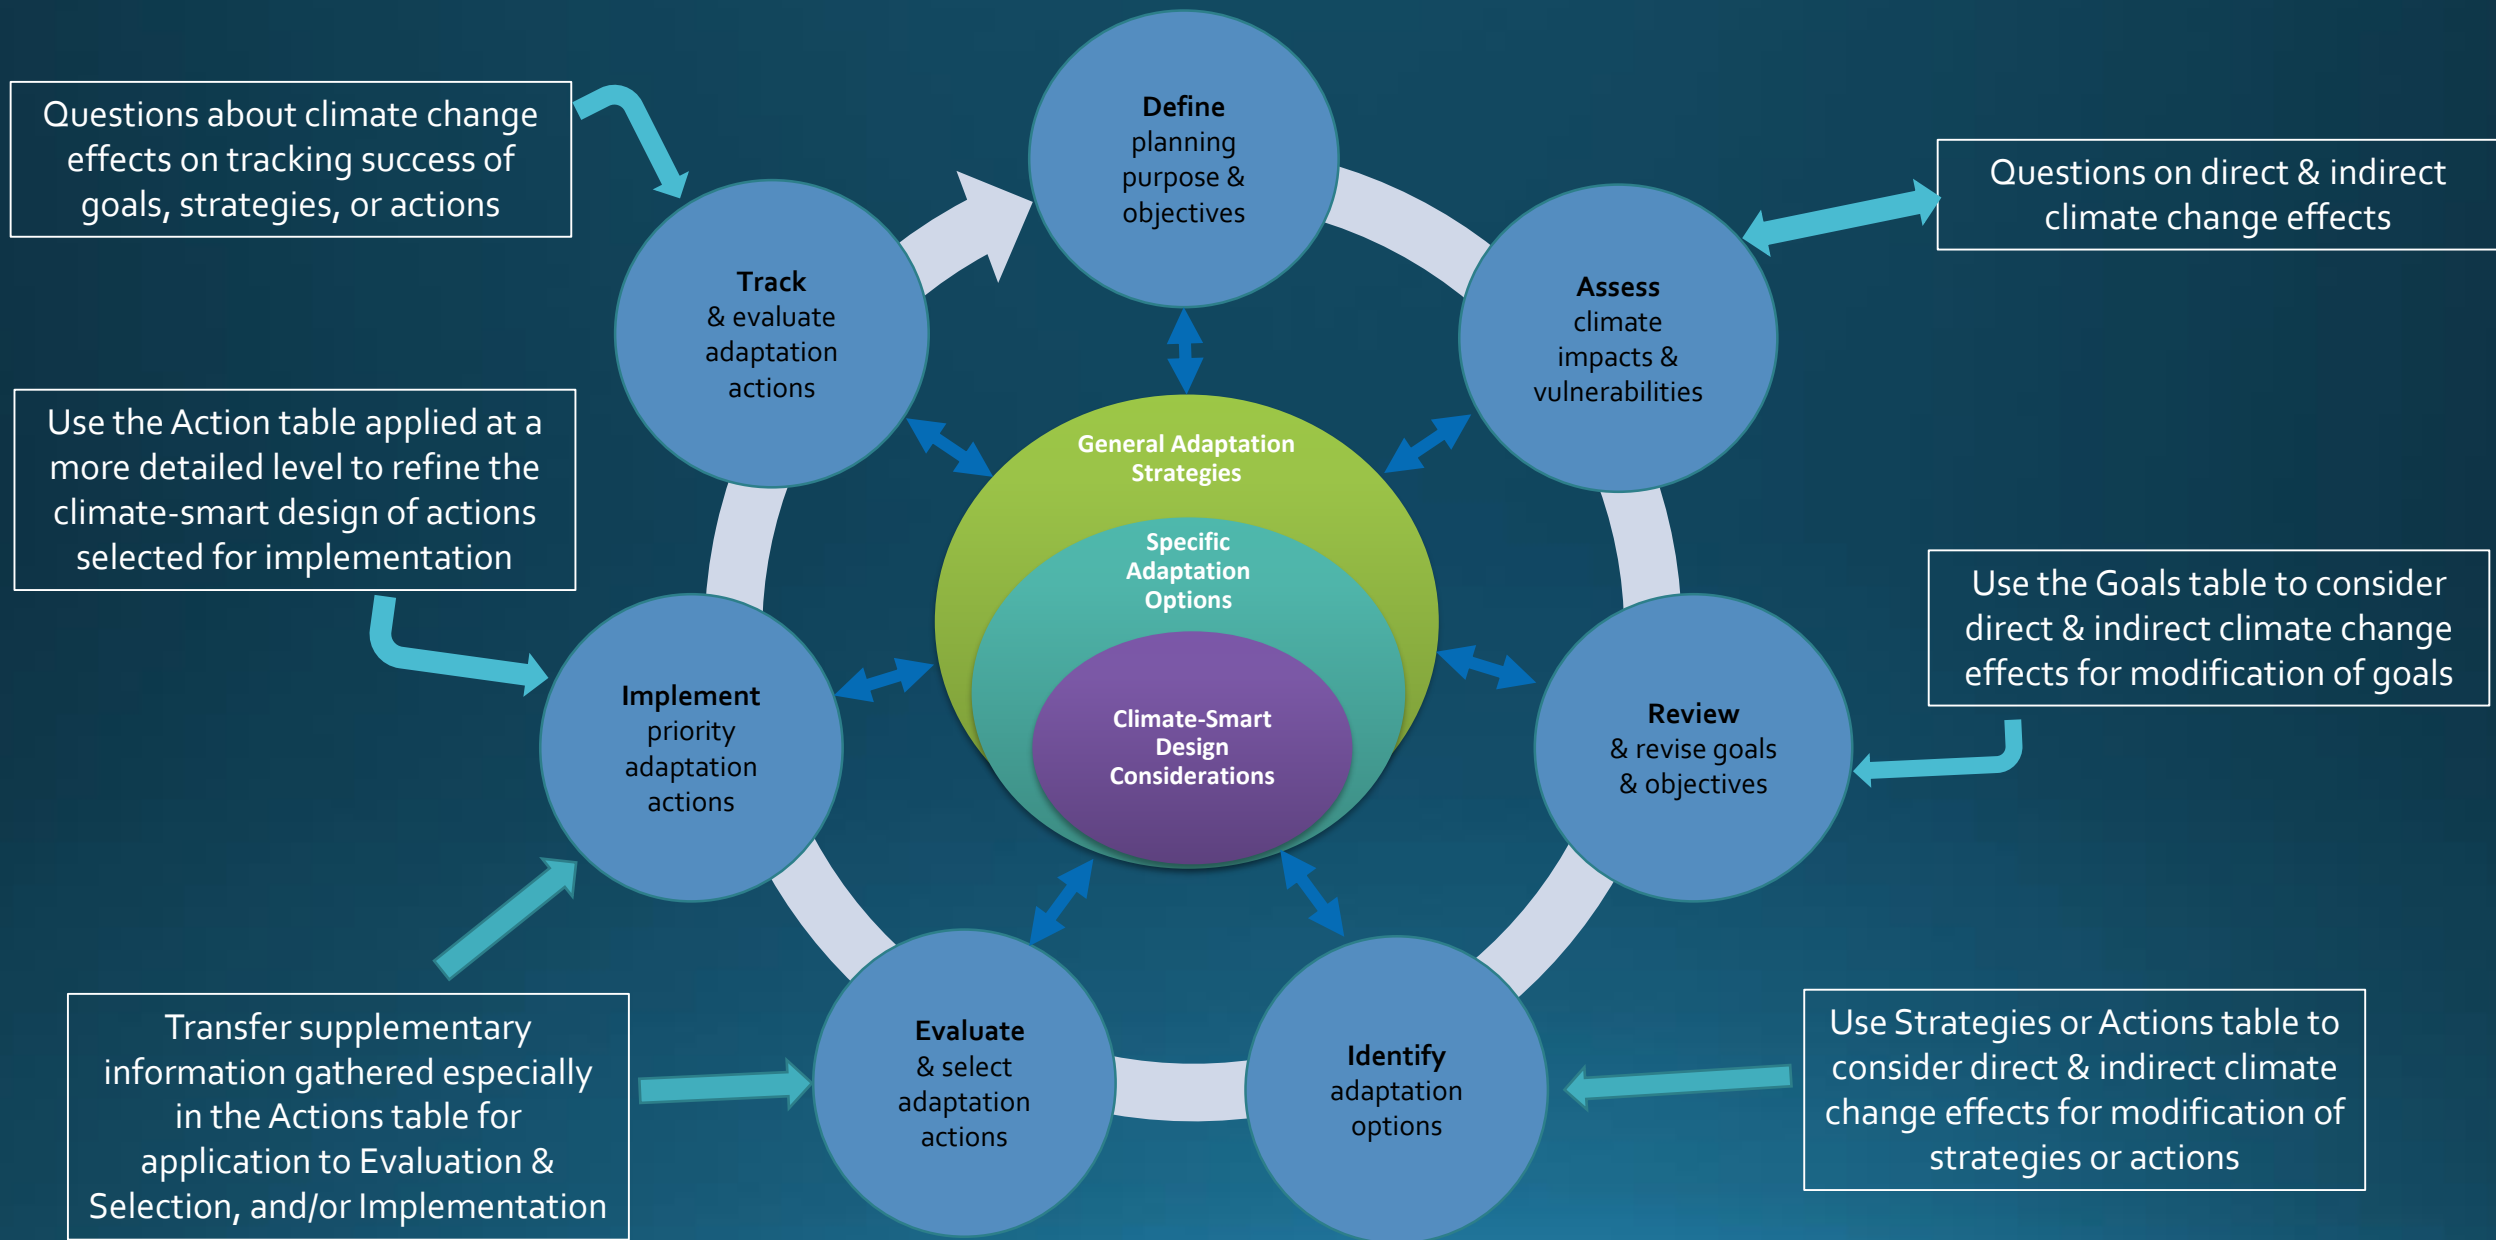 Define
planning
purpose &
objectives
Questions about climate change
effects on tracking success of
goals, strategies, or actions
Questions on direct & indirect
climate change effects
Track
& evaluate
adaptation
actions
Assess
climate
impacts &
vulnerabilities
Use the Action table applied at a
more detailed level to refine the
climate-smart design of actions
selected for implementation
General Adaptation
Strategies
Specific
Adaptation
Options
Climate-Smart
Design
Considerations
Use the Goals table to consider
direct & indirect climate change
effects for modification of goals
Implement
priority
adaptation
actions
Review
& revise goals
& objectives
Transfer supplementary
information gathered especially
in the Actions table for
application to Evaluation &
Selection, and/or Implementation
Evaluate
& select
adaptation
actions
Identify
adaptation
options
Use Strategies or Actions table to
consider direct & indirect climate
change effects for modification of
strategies or actions